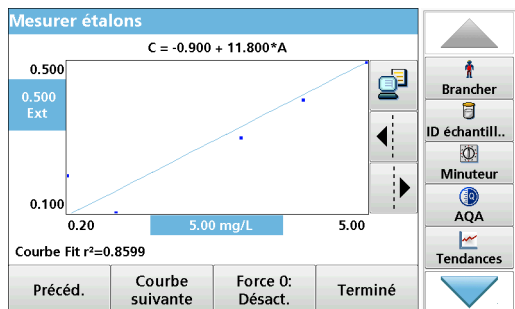 Mesurer étalons
C = -0.900 + 11.800*A
0.500
0.500
Ext
0.100
0.20
5.00 mg/L
5.00
Courbe Fit r²=0.8599
Précéd.
Courbe
suivante
Force 0:
Désact.
Terminé
Brancher
ID échantill..
Minuteur
AQA
Tendances